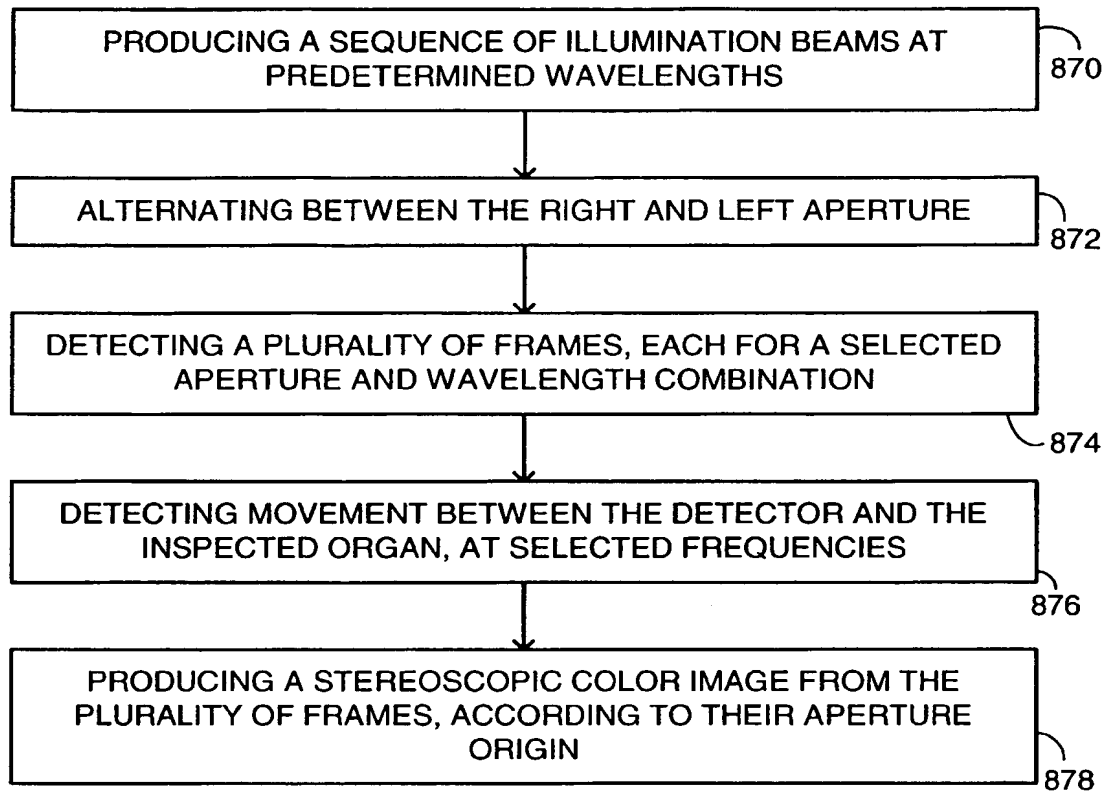 PRODUCING A SEQUENCE OF ILLUMINATION BEAMS AT
PREDETERMINED WAVELENGTHS
870
ALTERNATING BETWEEN THE RIGHT AND LEFT APERTURE
872
DETECTING A PLURALITY OF FRAMES, EACH FOR A SELECTED
APERTURE AND WAVELENGTH COMBINATION
874
DETECTING MOVEMENT BETWEEN THE DETECTOR AND THE
INSPECTED ORGAN, AT SELECTED FREQUENCIES
876
PRODUCING A STEREOSCOPIC COLOR IMAGE FROM THE
PLURALITY OF FRAMES, ACCORDING TO THEIR APERTURE
ORIGIN
878